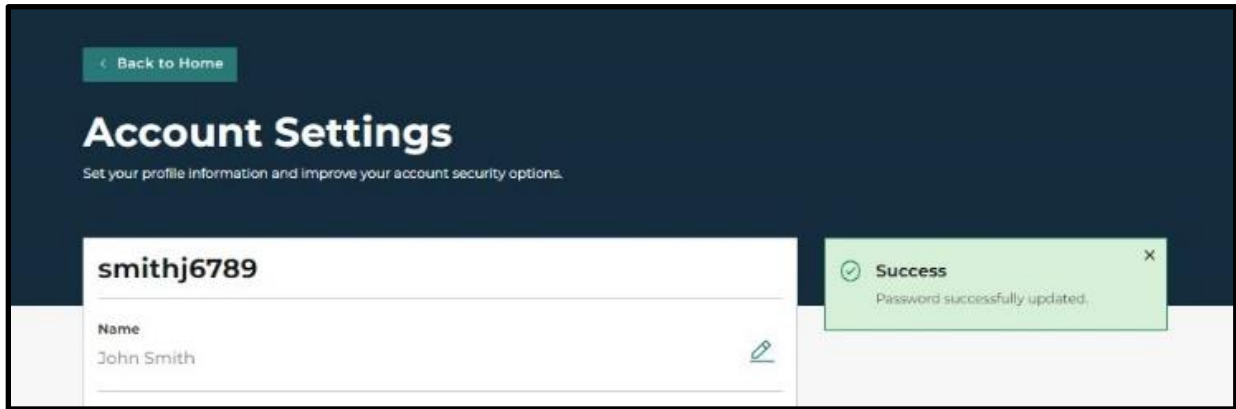 Back to Home
Account Settings
Set your profile information and improve your account security options.
smithj6789
Name
John Smith
Success
Password successfully updated.